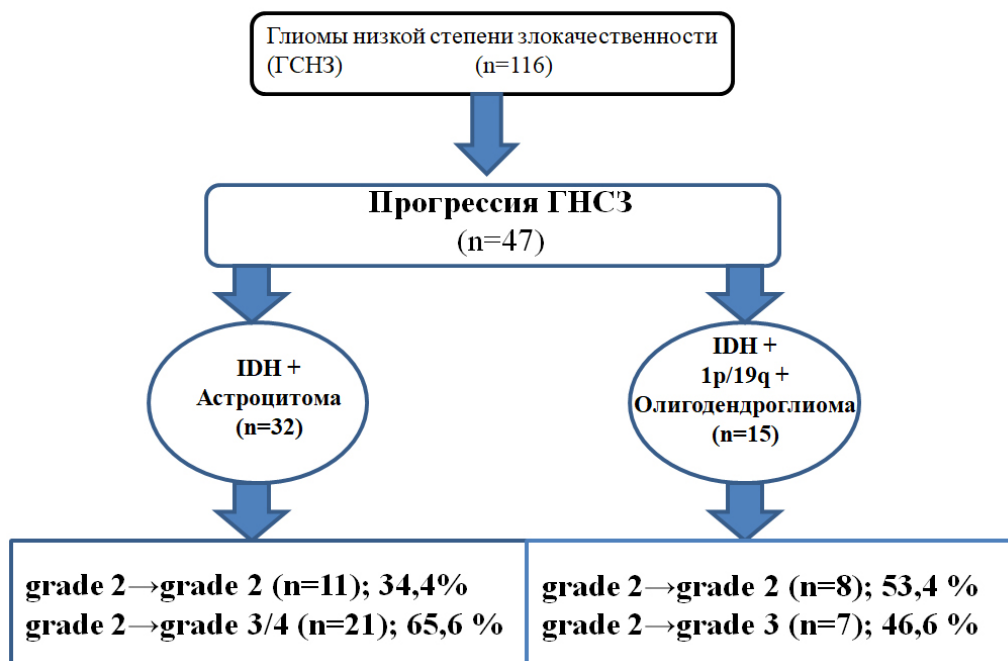 Глиомы низкой степени злокачественности
(ГСНЗ) (n=116)
Прогрессия ГНСЗ
(n=47)
IDH +
Астроцитома
(n=32)
IDH +
1p/19q +
Олигодендроглиома
(n=15)
grade 2→grade 2 (n=11); 34,4%
grade 2→grade 3/4 (n=21); 65,6 %
grade 2→grade 2 (n=8); 53,4 %
grade 2→grade 3 (n=7); 46,6 %